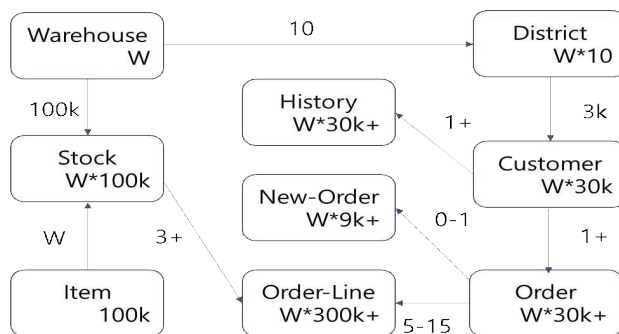 Warehouse
W
10
District
W*10
100k
History
W*30k+
1+
3k
Stock
W*100k
Customer
W*30k
New-Order
W*9k+
0-1
W
3+
1+
Item
100k
Order-Line
W*300k+
5-15
Order
W*30k+